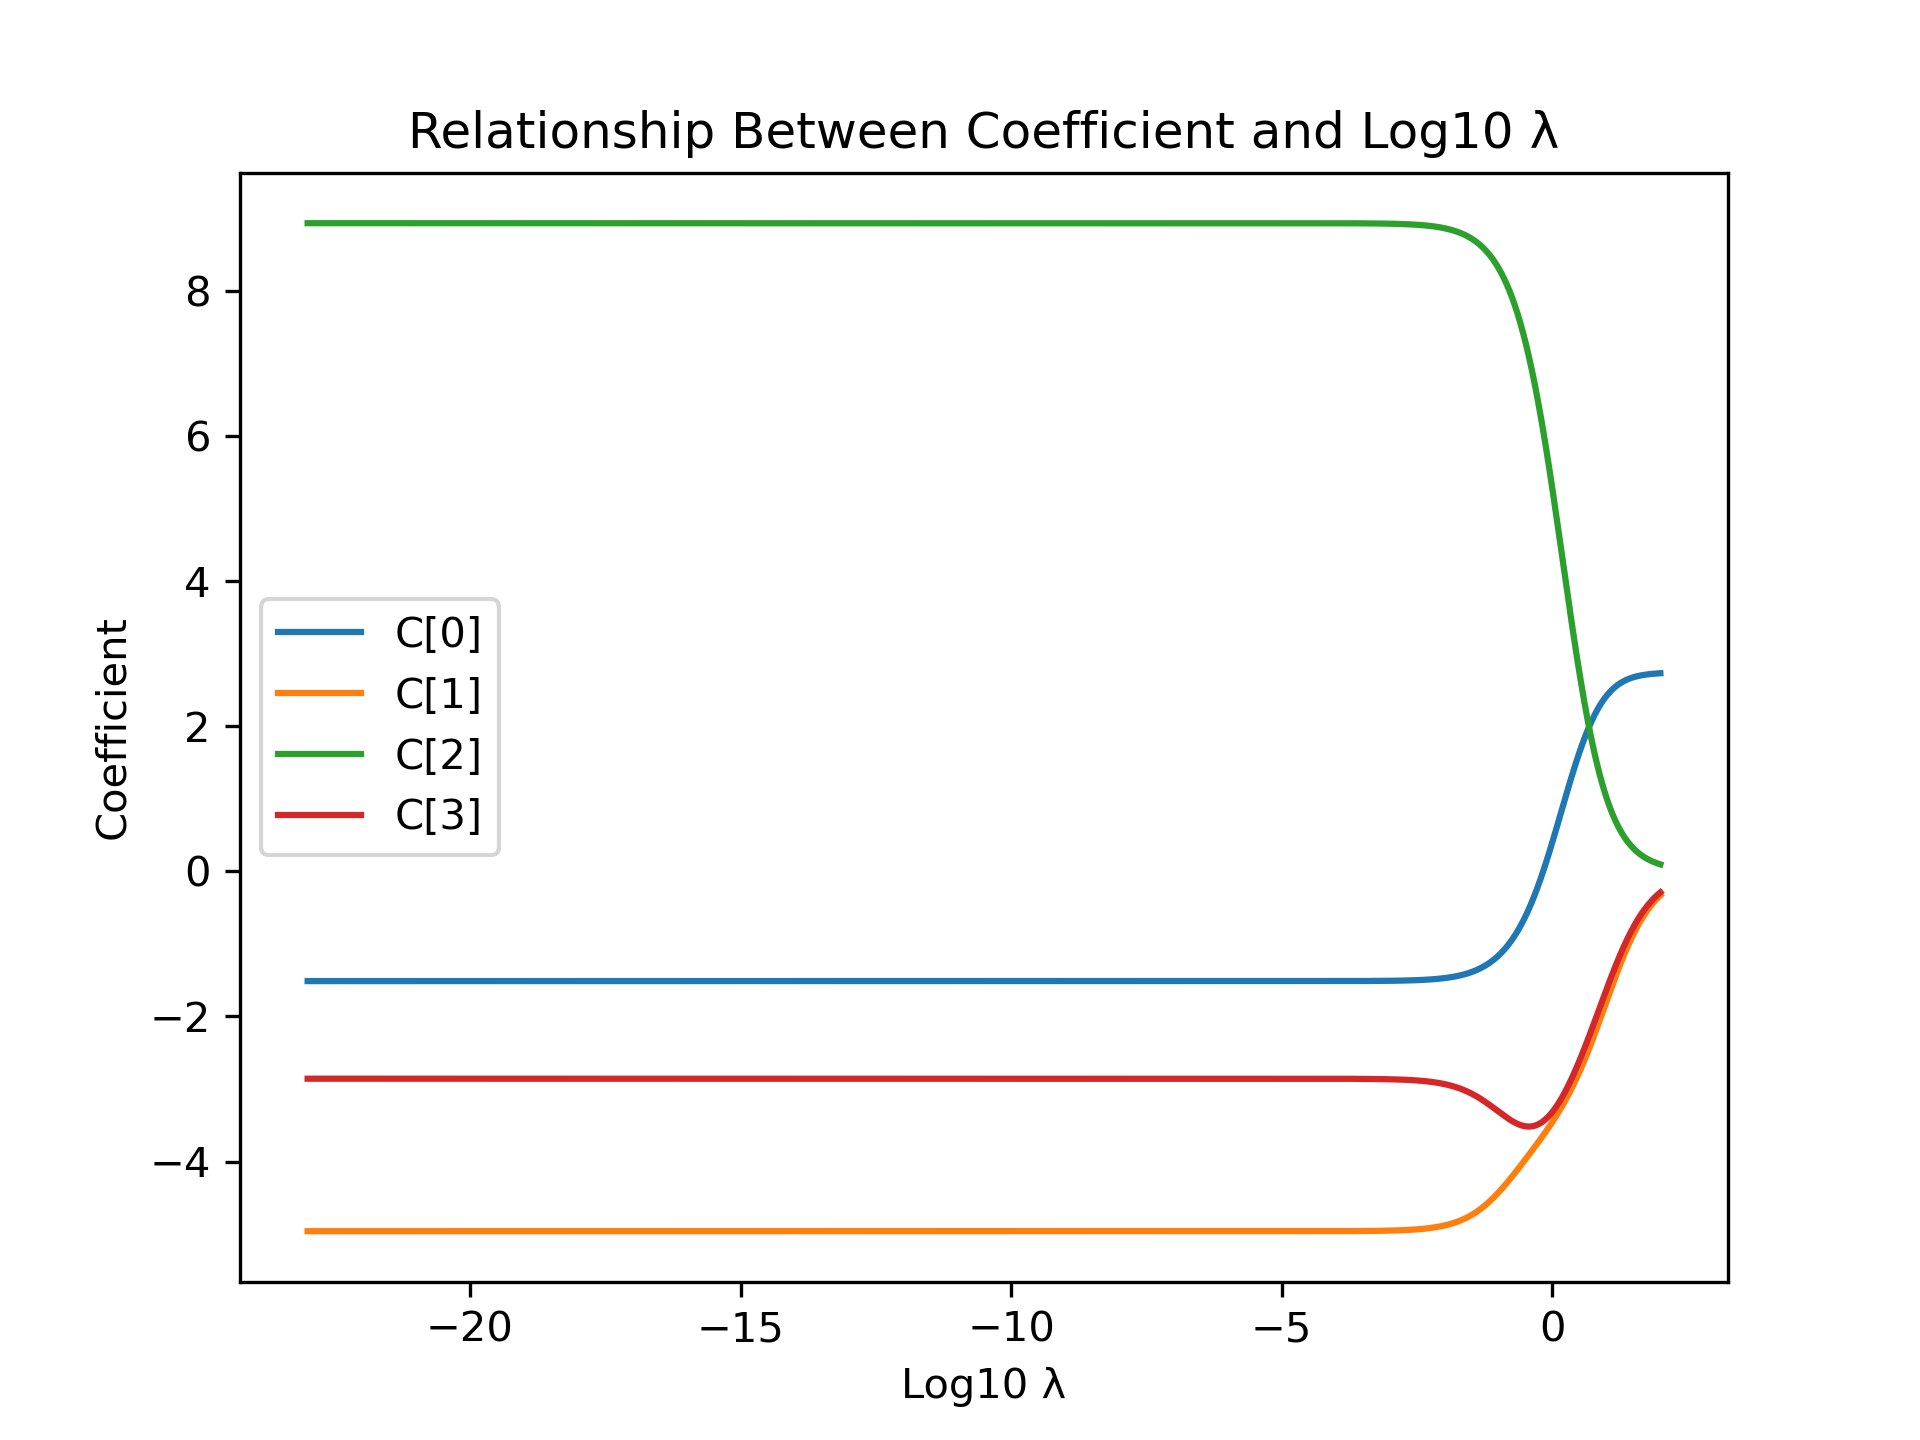 Relationship Between Coefficient and Log10 λ
8
6
4
2
0
−2
−4
Coefficient
C[0]
C[1]
C[2]
C[3]
−20
−15
−10
−5
0
Log10 λ